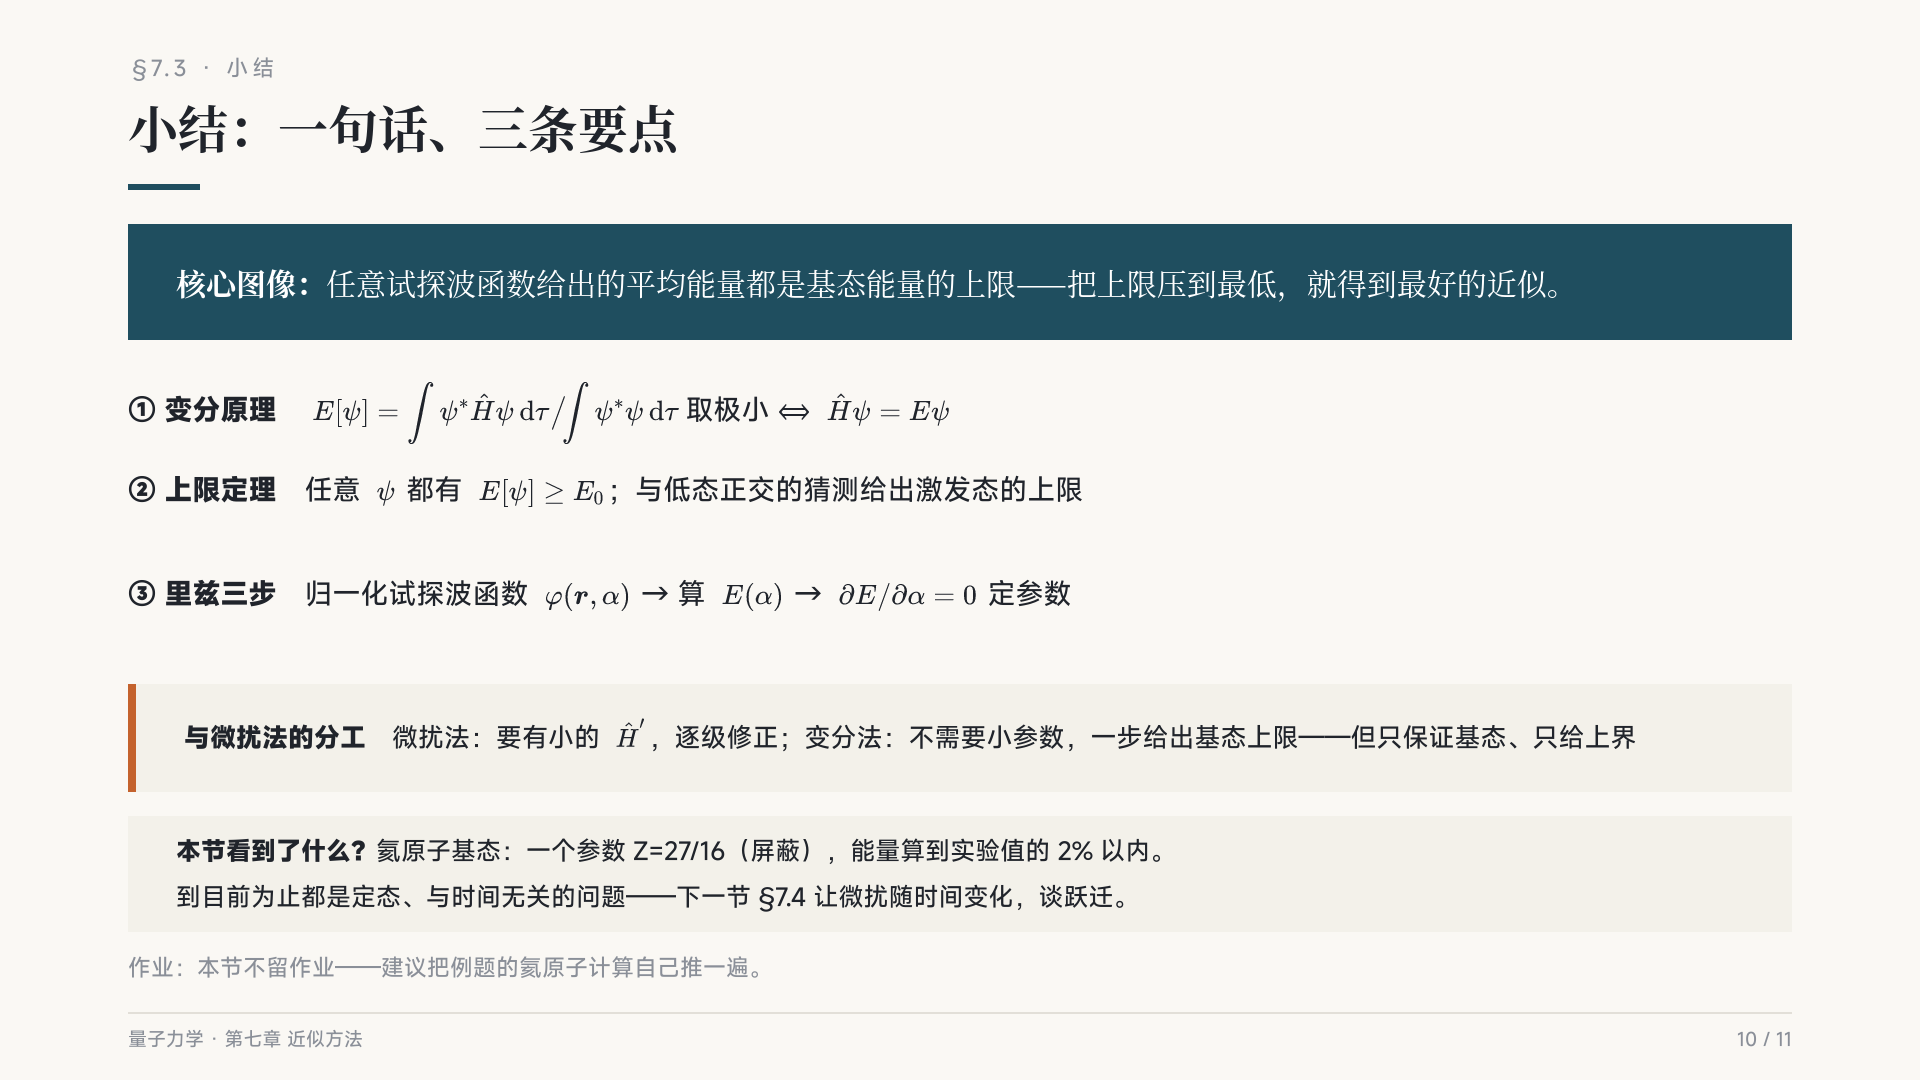 §7.3 · 小结
小结：一句话、三条要点
核心图像：任意试探波函数给出的平均能量都是基态能量的上限——把上限压到最低，就得到最好的近似。
① 变分原理 E[ψ] = ∫ ψ*Ĥψ dτ / ∫ ψ*ψ dτ 取极小 ⇔ Ĥψ = Eψ
② 上限定理 任意 ψ 都有 E[ψ] ≥ E₀；与低态正交的猜测给出激发态的上限
③ 里兹三步 归一化试探波函数 φ(r, α) → 算 E(α) → ∂E/∂α = 0 定参数
与微扰法的分工 微扰法：要有小的 Ĥ′，逐级修正；变分法：不需要小参数，一步给出基态上限——但只保证基态、只给上界
本节看到了什么？氦原子基态：一个参数 Z=27/16（屏蔽），能量算到实验值的 2% 以内。
到目前为止都是定态、与时间无关的问题——下一节 §7.4 让微扰随时间变化，谈跃迁。
作业：本节不留作业——建议把例题的氦原子计算自己推一遍。
量子力学 · 第七章 近似方法
10 / 11